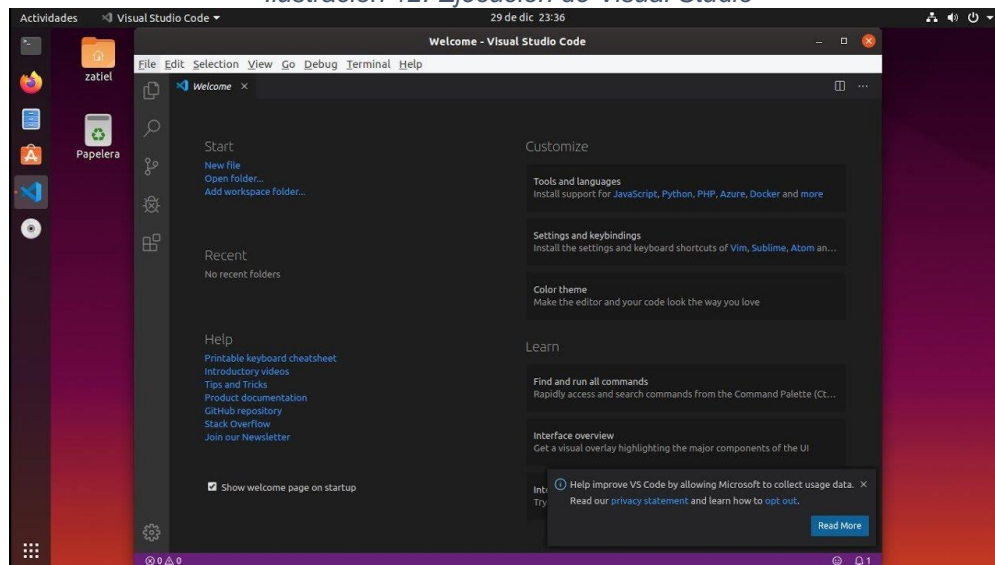 Ilustración 12: Ejecución de Visual Studio
Actividades
Visual Studio Code
29 de dic 23:36
Welcome - Visual Studio Code
File Edit Selection View Go Debug Terminal Help
zatiel
Papelera
Welcome
Start
New file
Open folder...
Add workspace folder...
Recent
No recent folders
Help
Printable keyboard cheatsheet
Introductory videos
Tips and Tricks
Product documentation
GitHub repository
Stack Overflow
Join our Newsletter
Show welcome page on startup
Customize
Tools and languages
Install support for JavaScript, Python, PHP, Azure, Docker and more
Settings and keybindings
Install the settings and keyboard shortcuts of Vim, Sublime, Atom an...
Color theme
Make the editor and your code look the way you love
Learn
Find and run all commands
Rapidly access and search commands from the Command Palette (Ct...
Interface overview
Get a visual overlay highlighting the major components of the UI
Int
Try
Help improve VS Code by allowing Microsoft to collect usage data.
Read our privacy statement and learn how to opt out.
Read More
0 0
1